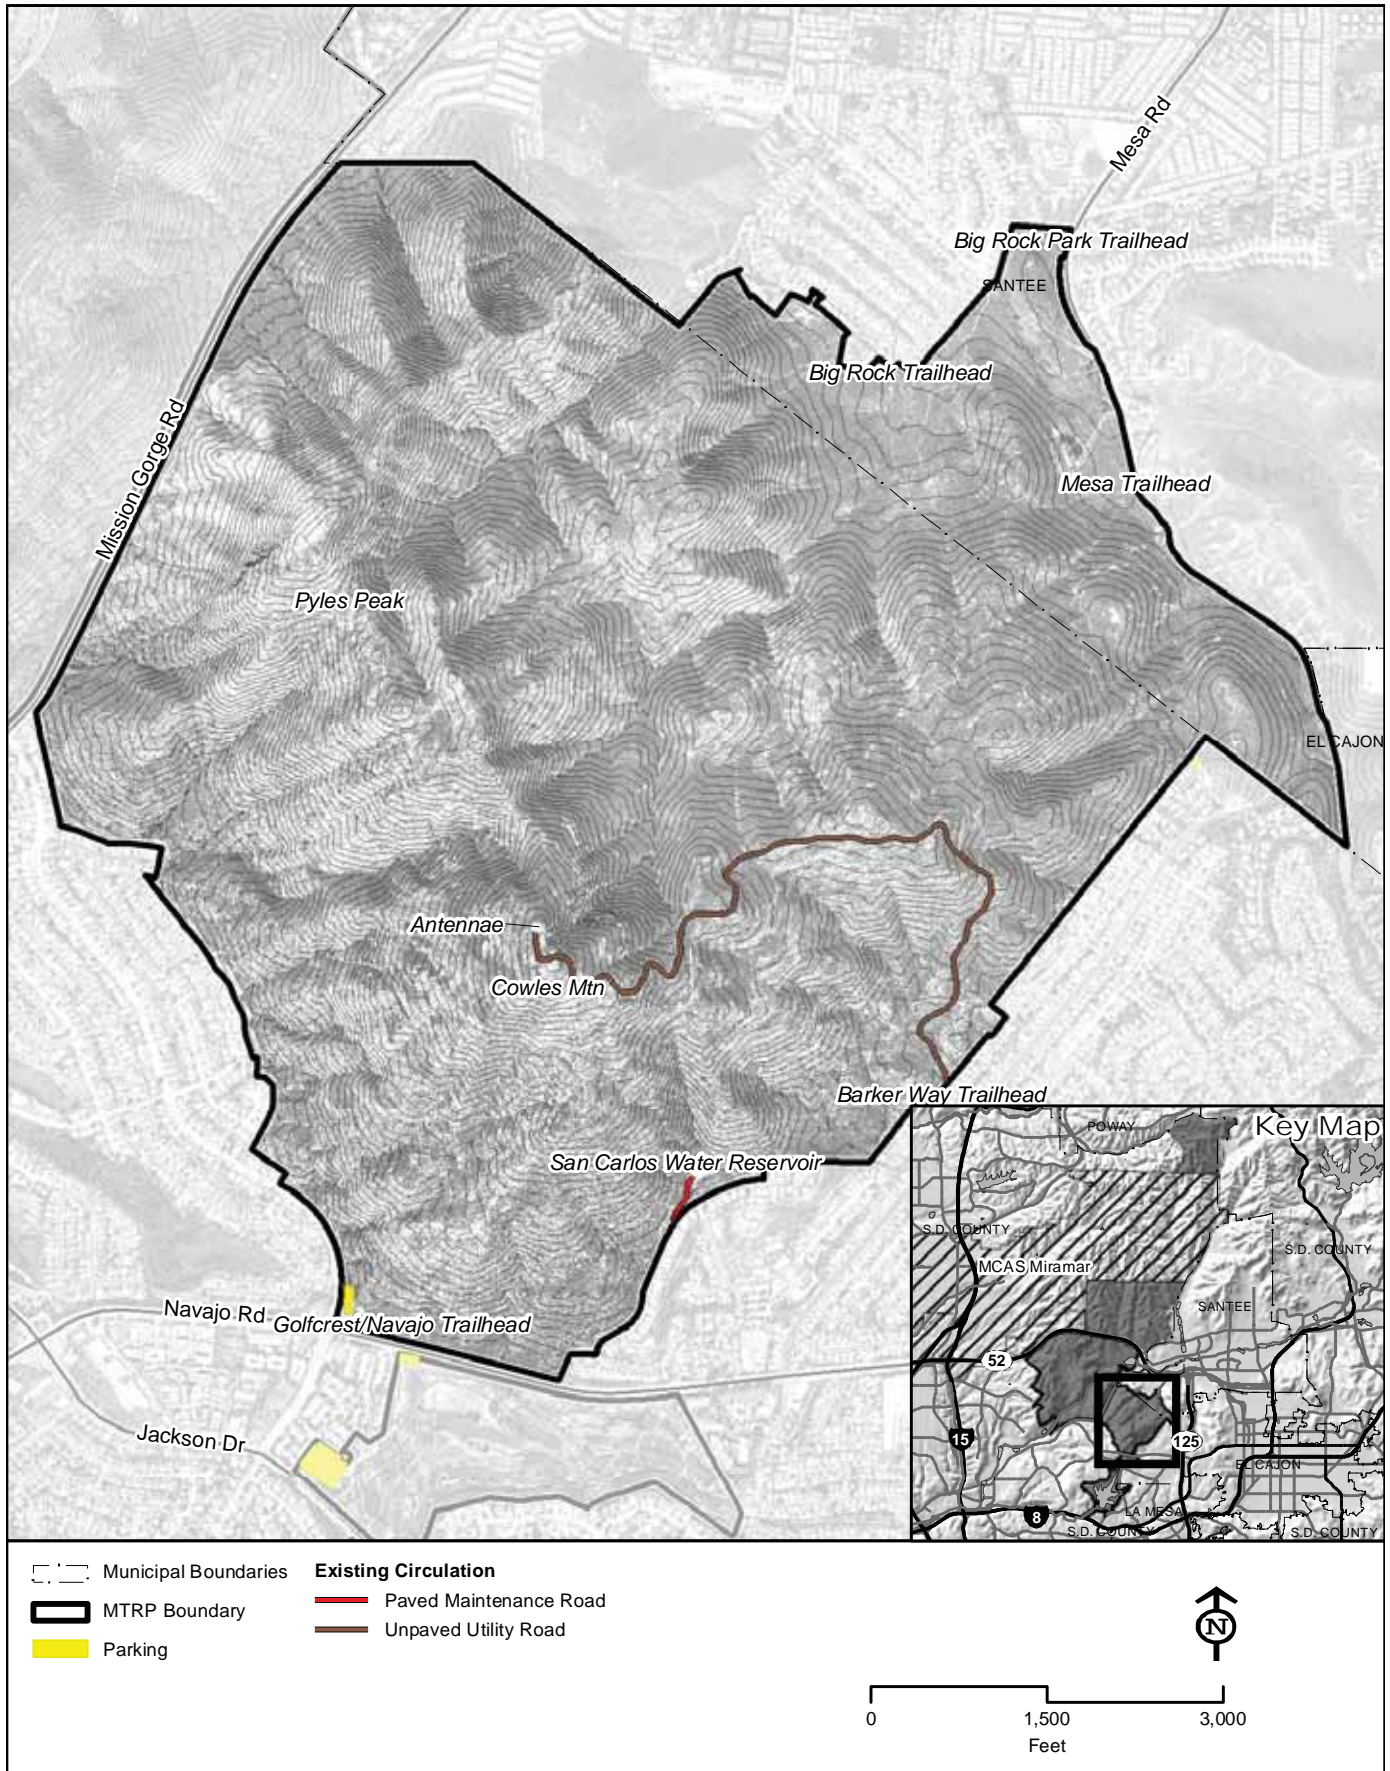 Mesa Rd
Big Rock Park Trailhead
SANTEE
Big Rock Trailhead
Mission Gorge Rd
Mesa Trailhead
Pyles Peak
EL CAJON
Antennae
Cowles Mtn
Barker Way Trailhead
San Carlos Water Reservoir
Navajo Rd
Golfcrest/Navajo Trailhead
Jackson Dr
Key Map
POWAY
S.D. COUNTY
S.D. COUNTY
MCAS Miramar
SANTEE
52
15
125
EL CAJON
8
LA MESA
S.D. COUNTY
S.D. COUNTY
Municipal Boundaries
MTRP Boundary
Parking
Existing Circulation
Paved Maintenance Road
Unpaved Utility Road
N
0 1,500 3,000
Feet